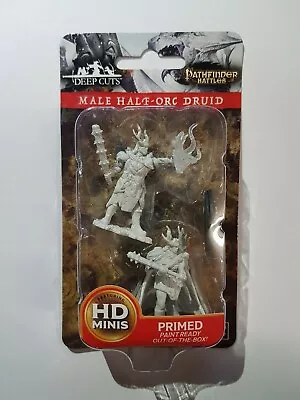 DEEP CUTS
PATHFINDER
BATTLES
MALE HALF-ORC DRUID
HD
MINIS
PRIMED
PAINT READY
OUT-OF-THE-BOX!